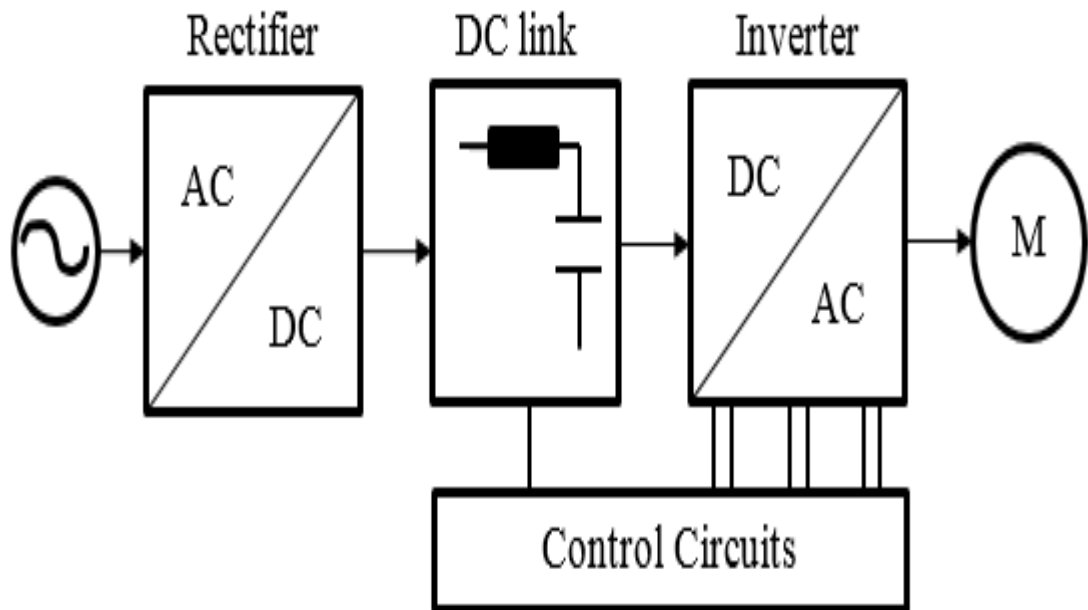 Rectifier
DC link
Inverter
AC
DC
DC
AC
M
Control Circuits